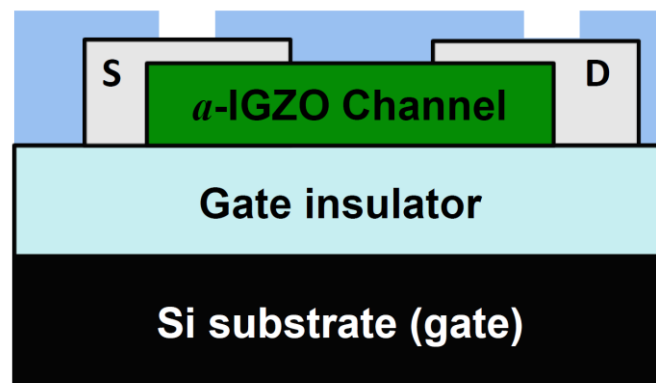 S
D
a-IGZO Channel
Gate insulator
Si substrate (gate)